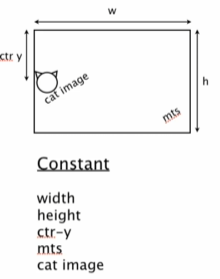 w
ctr y
h
cat image
mts
Constant
width
height
ctr-y
mts
cat image